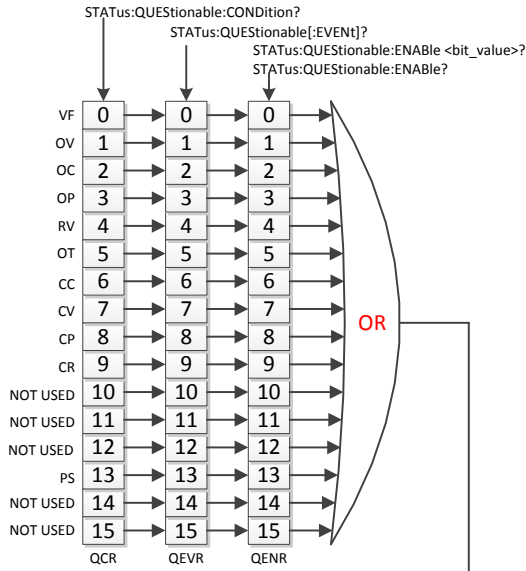 STATus:QUEStionable:CONDition?
STATus:QUEStionable[:EVENt]?
STATus:QUEStionable:ENABle <bit_value>?
STATus:QUEStionable:ENABle?
VF 0 0 0
OV 1 1 1
OC 2 2 2
OP 3 3 3
RV 4 4 4
OT 5 5 5
CC 6 6 6
CV 7 7 7
OR
CP 8 8 8
CR 9 9 9
NOT USED 10 10 10
NOT USED 11 11 11
NOT USED 12 12 12
PS 13 13 13
NOT USED 14 14 14
NOT USED 15 15 15
QCR QEVR QENR